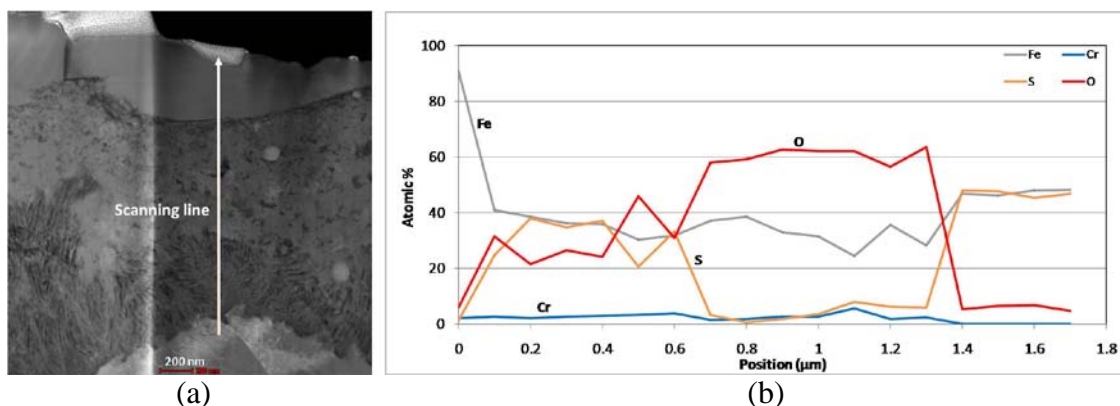 Scanning line
200 nm
(a)
100
80
60
40
20
0
Atomic %
Fe
Cr
S
O
Fe
O
S
Cr
0
0.2
0.4
0.6
0.8
1
1.2
1.4
1.6
1.8
Position (µm)
(b)